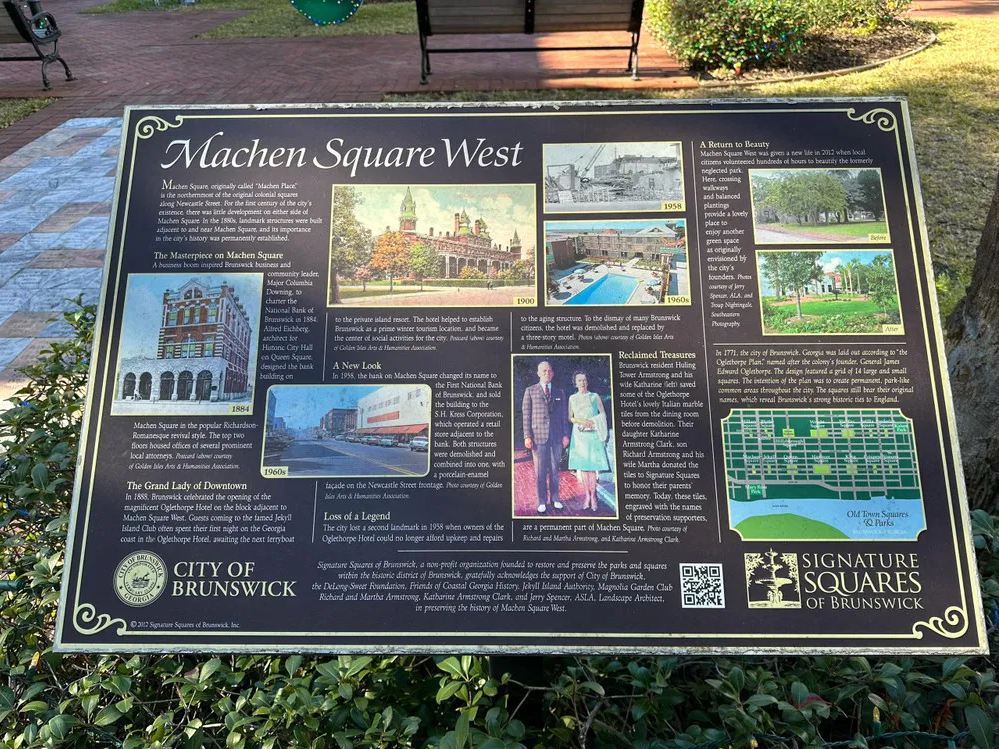 Machen Square West
Machen Square, originally called "Machen Place,"
is the northernmost of the original colonial squares
along Newcastle Street. For the first century of the city's
existence, there was little development on either side of
Machen Square. In the 1880s, landmark structures were built
adjacent to and near Machen Square, and its importance
in the city's history was permanently established.
The Masterpiece on Machen Square
A business boom inspired Brunswick business and
community leader,
Major Columbia
Downing, to
charter the
National Bank of
Brunswick in 1884.
Alfred Eichberg,
architect for
Historic City Hall
on Queen Square,
designed the bank
building on
1884
Machen Square in the popular Richardson-
Romanesque revival style. The top two
floors housed offices of several prominent
local attorneys. Postcard (above) courtesy
of Golden Isles Arts & Humanities Association.
The Grand Lady of Downtown
In 1888, Brunswick celebrated the opening of the
magnificent Oglethorpe Hotel on the block adjacent to
Machen Square West. Guests coming to the famed Jekyll
Island Club often spent their first night on the Georgia
coast in the Oglethorpe Hotel, awaiting the next ferryboat
1900
to the private island resort. The hotel helped to establish
Brunswick as a prime winter tourism location, and became
the center of social activities for the city. Postcard (above) courtesy
of Golden Isles Arts & Humanities Association.
A New Look
In 1958, the bank on Machen Square changed its name to
the First National Bank
of Brunswick, and sold
the building to the
S.H. Kress Corporation,
which operated a retail
store adjacent to the
bank. Both structures
were demolished and
combined into one, with
a porcelain-enamel
1960s
façade on the Newcastle Street frontage. Photo courtesy of Golden
Isles Arts & Humanities Association.
Loss of a Legend
The city lost a second landmark in 1958 when owners of the
Oglethorpe Hotel could no longer afford upkeep and repairs
1958
1960s
to the aging structure. To the dismay of many Brunswick
citizens, the hotel was demolished and replaced by
a three-story motel. Photos (above) courtesy of Golden Isles Arts
& Humanities Association.
Reclaimed Treasures
Brunswick resident Huling
Tower Armstrong and his
wife Katharine (left) saved
some of the Oglethorpe
Hotel's lovely Italian marble
tiles from the dining room
before demolition. Their
daughter Katharine
Armstrong Clark, son
Richard Armstrong and his
wife Martha donated the
tiles to Signature Squares
to honor their parents'
memory. Today, these tiles,
engraved with the names
of preservation supporters,
are a permanent part of Machen Square. Photo courtesy of
Richard and Martha Armstrong, and Katharine Armstrong Clark.
A Return to Beauty
Machen Square West was given a new life in 2012 when local
citizens volunteered hundreds of hours to beautify the formerly
neglected park.
Here, crossing
walkways
and balanced
plantings
provide a lovely
place to
enjoy another
green space
as originally
envisioned by
the city's
founders. Photos
courtesy of Jerry
Spencer, ALA, and
Troup Nightingale,
Southeastern
Photography.
Before
After
In 1771, the city of Brunswick, Georgia was laid out according to "the
Oglethorpe Plan," named after the colony's founder, General James
Edward Oglethorpe. The design featured a grid of 14 large and small
squares. The intention of the plan was to create permanent, park-like
common areas throughout the city. The squares still bear their original
names, which reveal Brunswick's strong historic ties to England.
Old Town Squares
& Parks
CITY OF BRUNSWICK
GEORGIA
CITY OF
BRUNSWICK
Signature Squares of Brunswick, a non-profit organization founded to restore and preserve the parks and squares
within the historic district of Brunswick, gratefully acknowledges the support of City of Brunswick,
the DeLong-Sweet Foundation, Friends of Coastal Georgia History, Jekyll Island Authority, Magnolia Garden Club
Richard and Martha Armstrong, Katharine Armstrong Clark, and Jerry Spencer, ASLA, Landscape Architect,
in preserving the history of Machen Square West.
SIGNATURE
SQUARES
OF BRUNSWICK
© 2017 Signature Squares of Brunswick, Inc.